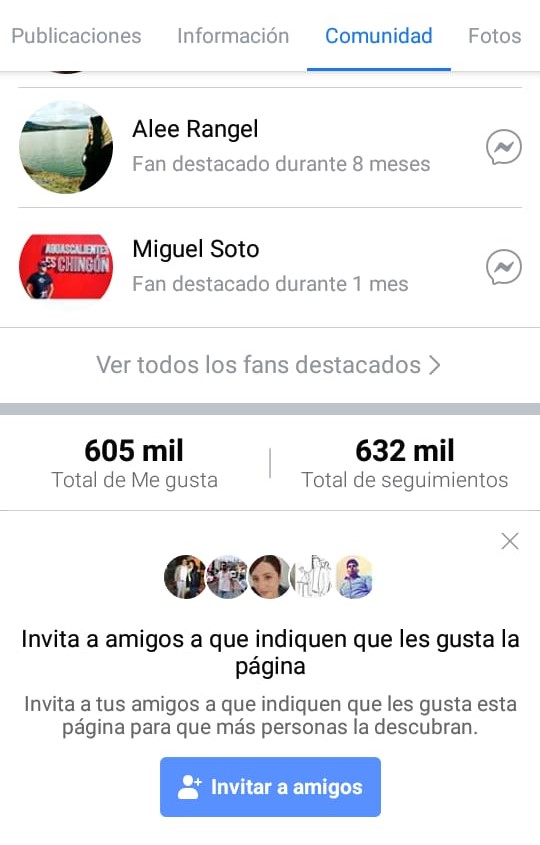 Publicaciones Información Comunidad Fotos
Alee Rangel
Fan destacado durante 8 meses
AGUASCALIENTES
ES CHINGÓN
Miguel Soto
Fan destacado durante 1 mes
Ver todos los fans destacados
605 mil
Total de Me gusta
632 mil
Total de seguimientos
Invita a amigos a que indiquen que les gusta la
página
Invita a tus amigos a que indiquen que les gusta esta
página para que más personas la descubran.
Invitar a amigos